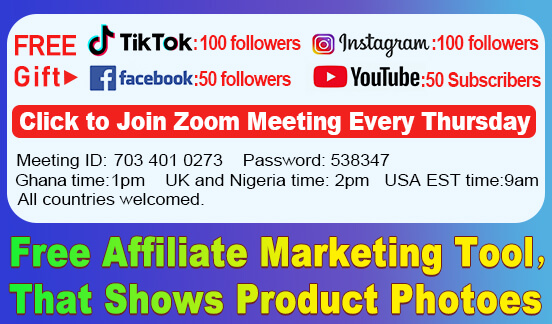 FREE TikTok:100 followers Instagram:100 followers
Gift facebook:50 followers YouTube:50 Subscribers
Click to Join Zoom Meeting Every Thursday
Meeting ID: 703 401 0273 Password: 538347
Ghana time:1pm UK and Nigeria time: 2pm USA EST time:9am
All countries welcomed.
Free Affiliate Marketing Tool,
That Shows Product Photoes